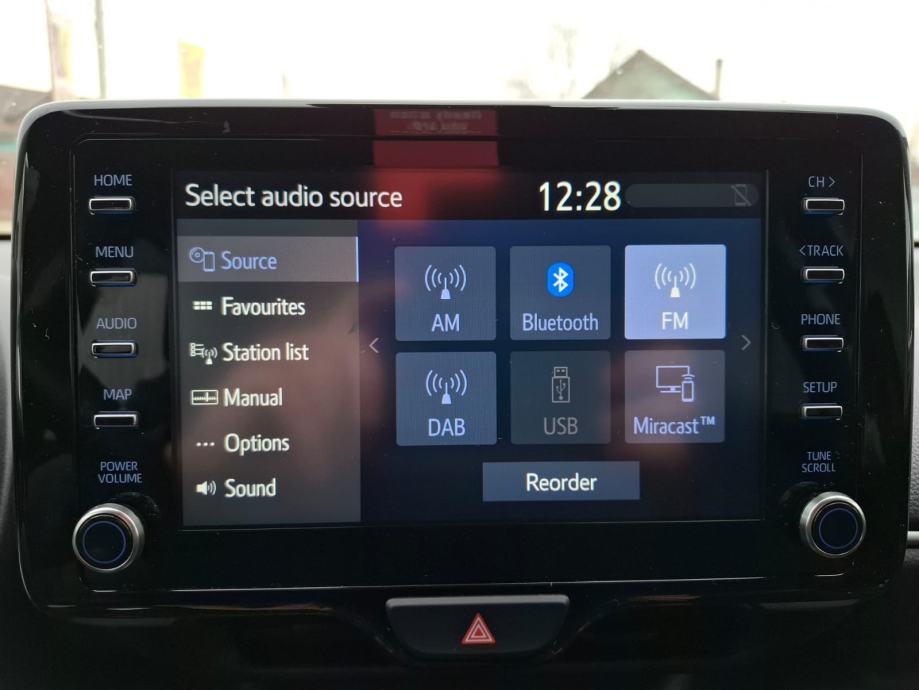 HOME
MENU
AUDIO
MAP
POWER
VOLUME
Select audio source 12:28
Source
Favourites
Station list
Manual
Options
Sound
AM Bluetooth FM
DAB USB Miracast™
Reorder
CH >
< TRACK
PHONE
SETUP
TUNE
SCROLL